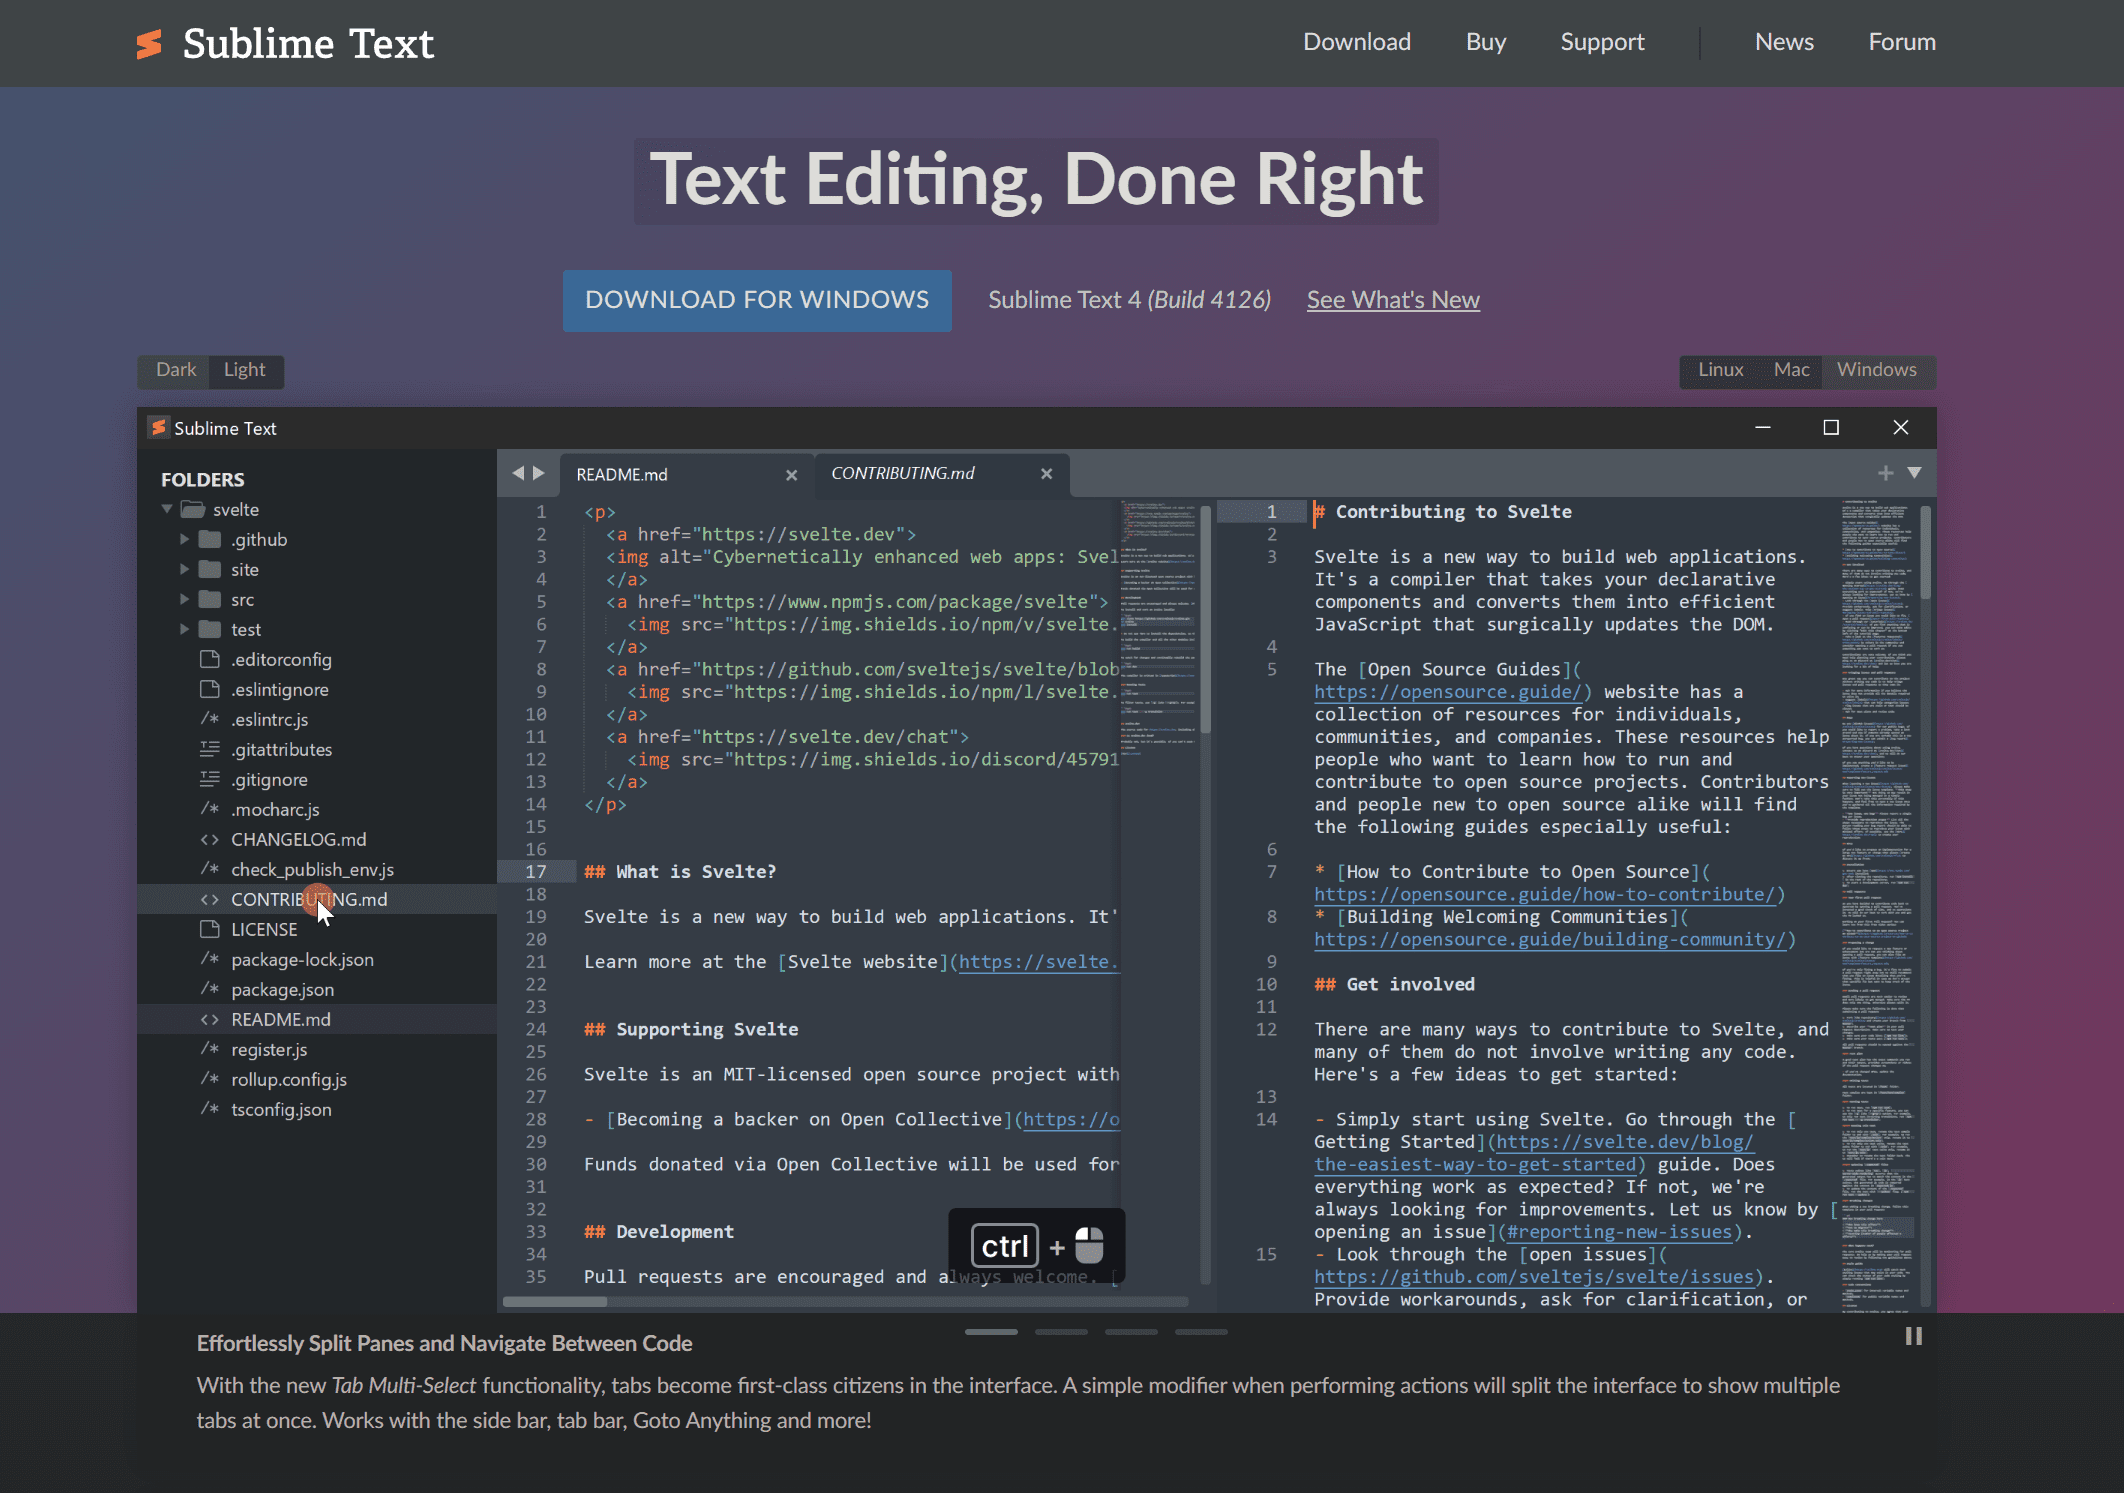 Sublime Text
Download Buy Support News Forum
Text Editing, Done Right
DOWNLOAD FOR WINDOWS Sublime Text 4 (Build 4126) See What's New
Dark Light
Linux Mac Windows
Sublime Text
FOLDERS
svelte
.github
site
src
test
.editorconfig
.eslintignore
.eslintrc.js
.gitattributes
.gitignore
.mocharc.js
CHANGELOG.md
check_publish_env.js
CONTRIBUTING.md
LICENSE
package-lock.json
package.json
README.md
register.js
rollup.config.js
tsconfig.json
README.md
CONTRIBUTING.md
1 <p>
2 <a href="https://svelte.dev">
3 <img alt="Cybernetically enhanced web apps: Svel
4 </a>
5 <a href="https://www.npmjs.com/package/svelte">
6 <img src="https://img.shields.io/npm/v/svelte.
7 </a>
8 <a href="https://github.com/sveltejs/svelte/blob
9 <img src="https://img.shields.io/npm/l/svelte.
10 </a>
11 <a href="https://svelte.dev/chat">
12 <img src="https://img.shields.io/discord/45791
13 </a>
14 </p>
15
16
17 ## What is Svelte?
18
19 Svelte is a new way to build web applications. It'
20
21 Learn more at the [Svelte website](https://svelte.
22
23
24 ## Supporting Svelte
25
26 Svelte is an MIT-licensed open source project with
27
28 - [Becoming a backer on Open Collective](https://o
29
30 Funds donated via Open Collective will be used for
31
32
33 ## Development
34
35 Pull requests are encouraged and always welcome. [
ctrl +
1 # Contributing to Svelte
2
3 Svelte is a new way to build web applications.
It's a compiler that takes your declarative
components and converts them into efficient
JavaScript that surgically updates the DOM.
4
5 The [Open Source Guides](
https://opensource.guide/) website has a
collection of resources for individuals,
communities, and companies. These resources help
people who want to learn how to run and
contribute to open source projects. Contributors
and people new to open source alike will find
the following guides especially useful:
6
7 * [How to Contribute to Open Source](
https://opensource.guide/how-to-contribute/)
8 * [Building Welcoming Communities](
https://opensource.guide/building-community/)
9
10 ## Get involved
11
12 There are many ways to contribute to Svelte, and
many of them do not involve writing any code.
Here's a few ideas to get started:
13
14 - Simply start using Svelte. Go through the [
Getting Started](https://svelte.dev/blog/
the-easiest-way-to-get-started) guide. Does
everything work as expected? If not, we're
always looking for improvements. Let us know by [
opening an issue](#reporting-new-issues).
15 - Look through the [open issues](
https://github.com/sveltejs/svelte/issues).
Provide workarounds, ask for clarification, or
Effortlessly Split Panes and Navigate Between Code
With the new Tab Multi-Select functionality, tabs become first-class citizens in the interface. A simple modifier when performing actions will split the interface to show multiple
tabs at once. Works with the side bar, tab bar, Goto Anything and more!